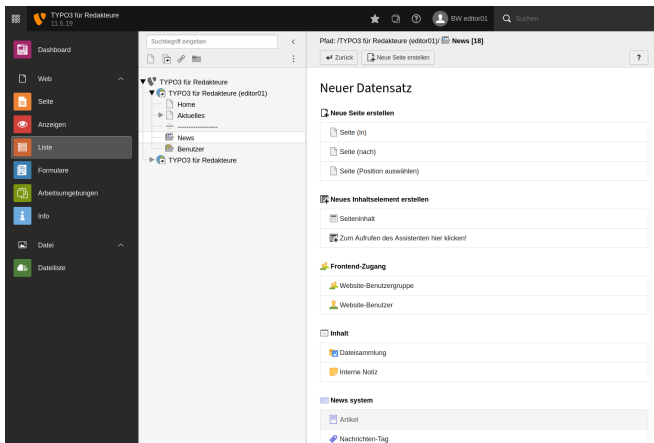 TYPO3 für Redakteure
11.5.19
BW editor01
Suchen
Dashboard
Web
Seite
Anzeigen
Liste
Formulare
Arbeitsumgebungen
Info
Datei
Dateiliste
Suchbegriff eingeben
TYPO3 für Redakteure
TYPO3 für Redakteure (editor01)
Home
Aktuelles
------------------
News
Benutzer
TYPO3 für Redakteure
Pfad: /TYPO3 für Redakteure (editor01)/ News [18]
Zurück
Neue Seite erstellen
?
Neuer Datensatz
Neue Seite erstellen
Seite (in)
Seite (nach)
Seite (Position auswählen)
Neues Inhaltselement erstellen
Seiteninhalt
Zum Aufrufen des Assistenten hier klicken!
Frontend-Zugang
Website-Benutzergruppe
Website-Benutzer
Inhalt
Dateisammlung
Interne Notiz
News system
Artikel
Nachrichten-Tag